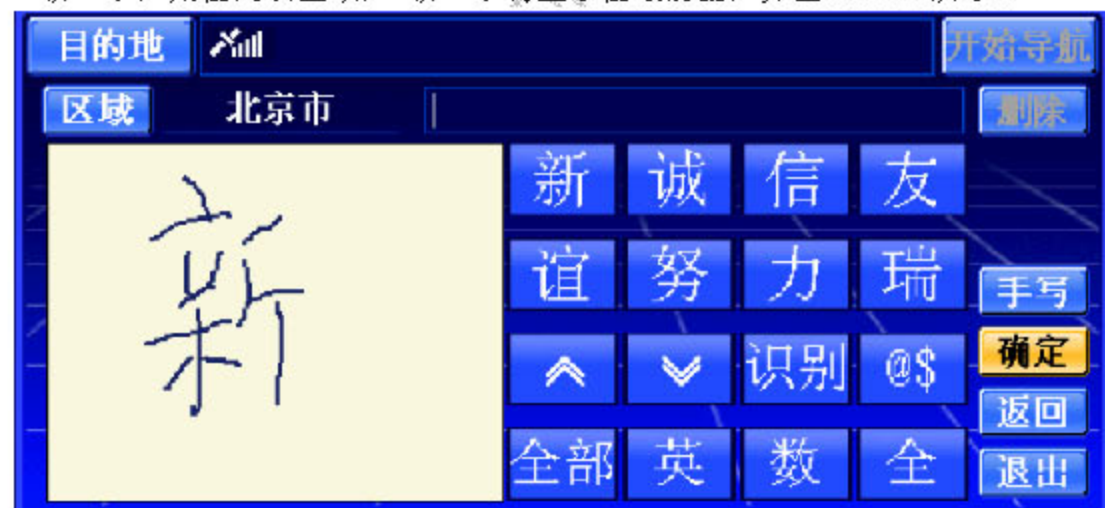 目的地 开始导航
区域 北京市 删除
新 新 诚 信 友
谊 努 力 瑞 手写
识别 @$ 确定
返回
全部 英 数 全 退出